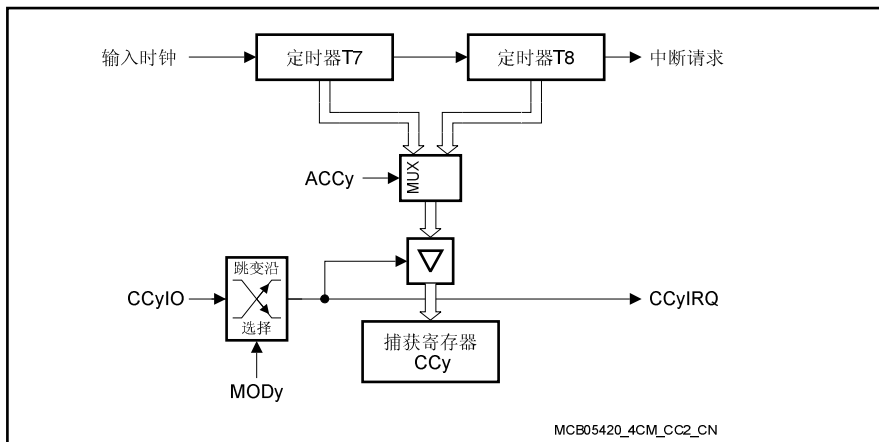 输入时钟
定时器T7
定时器T8
中断请求
ACCy
MUX
跳变沿
选择
CCyIO
CCyIRQ
捕获寄存器
CCy
MODy
MCB05420_4CM_CC2_CN